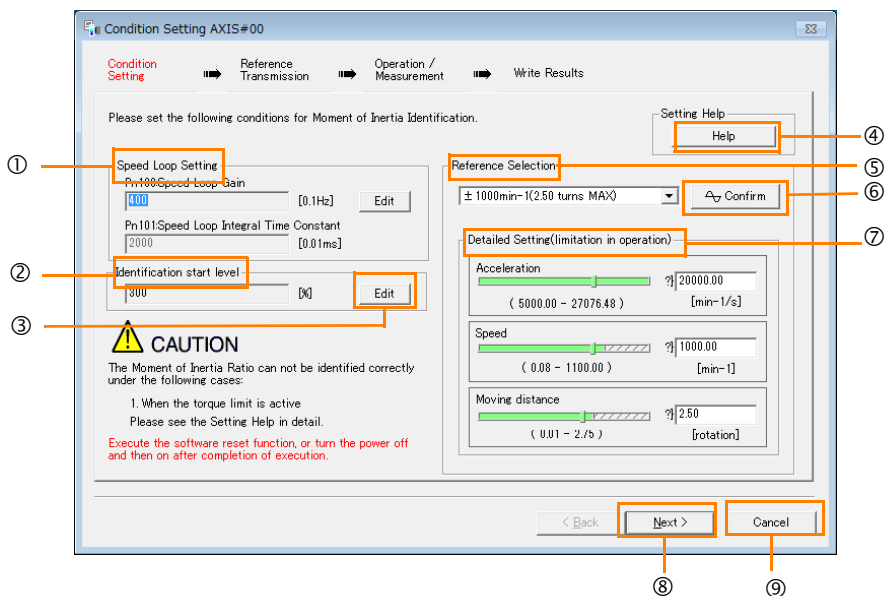 Condition Setting AXIS#00
Condition
Setting
Reference
Transmission
Operation /
Measurement
Write Results
Please set the following conditions for Moment of Inertia Identification.
Setting Help
Help
④
①
Speed Loop Setting
Pn100:Speed Loop Gain
400 [0.1Hz] Edit
Pn101:Speed Loop Integral Time Constant
2000 [0.01ms]
②
Identification start level
300 [%] Edit
③
CAUTION
The Moment of Inertia Ratio can not be identified correctly
under the following cases:
1. When the torque limit is active
Please see the Setting Help in detail.
Execute the software reset function, or turn the power off
and then on after completion of execution.
Reference Selection
⑤
± 1000min-1(2.50 turns MAX) Confirm
⑥
Detailed Setting(limitation in operation)
⑦
Acceleration
?} 20000.00
( 5000.00 - 27076.48 ) [min-1/s]
Speed
?} 1000.00
( 0.08 - 1100.00 ) [min-1]
Moving distance
?} 2.50
( 0.01 - 2.75 ) [rotation]
< Back Next > Cancel
⑧ ⑨